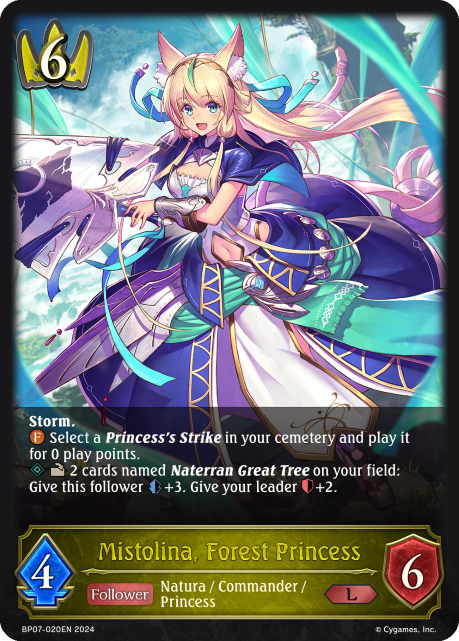 6
Storm.
F Select a Princess's Strike in your cemetery and play it
for 0 play points.
2 cards named Naterran Great Tree on your field:
Give this follower +3. Give your leader +2.
Mistolina, Forest Princess
4
Follower
Natura / Commander /
Princess
L
6
BP07-020EN 2024
© Cygames, Inc.